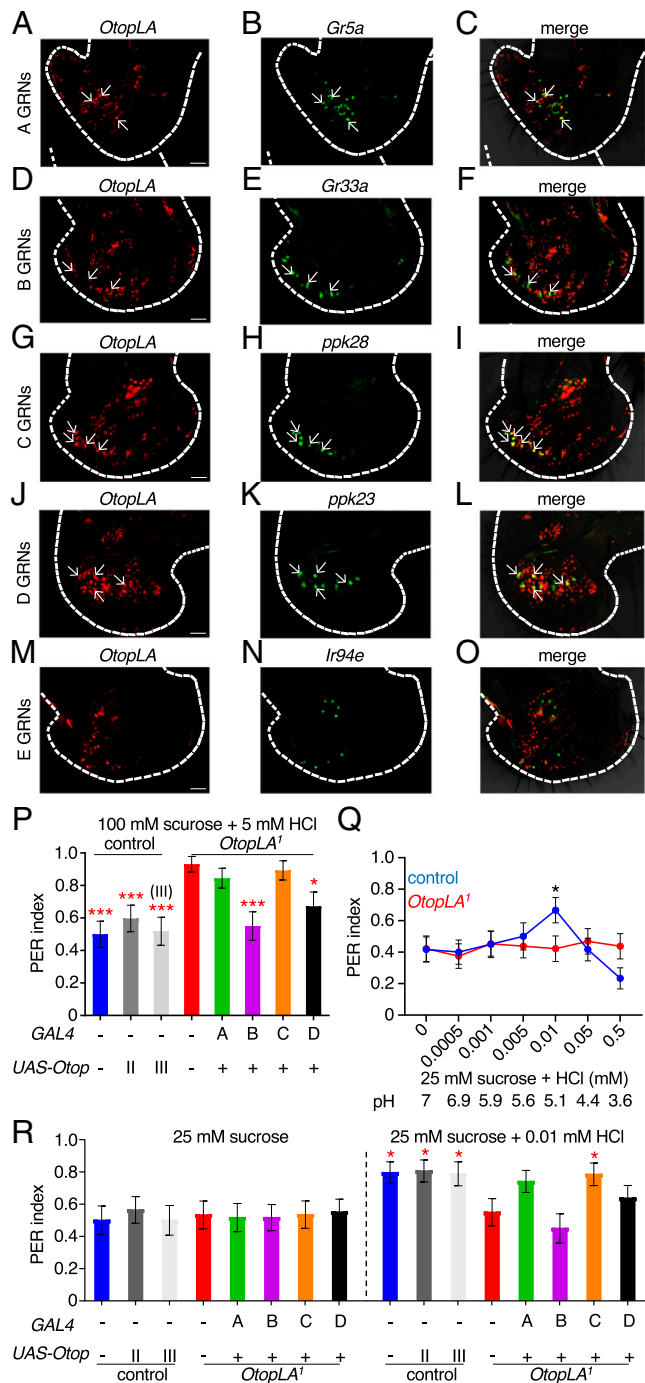 A OtopLA B Gr5a C merge
A GRNs
D OtopLA E Gr33a F merge
B GRNs
G OtopLA H ppk28 I merge
C GRNs
J OtopLA K ppk23 L merge
D GRNs
M OtopLA N Ir94e O merge
E GRNs
P
100 mM scurose + 5 mM HCl
control OtopLA¹
PER index
1.0
0.8
0.6
0.4
0.2
0
*** *** (III) *** *** *
GAL4 - - - - A B C D
UAS-Otop - II III - + + + +
Q
control
OtopLA¹
*
PER index
1.0
0.8
0.6
0.4
0.2
0
0 0.0005 0.001 0.005 0.01 0.05 0.5
25 mM sucrose + HCl (mM)
pH 7 6.9 5.9 5.6 5.1 4.4 3.6
R
25 mM sucrose 25 mM sucrose + 0.01 mM HCl
* * * *
PER index
1.0
0.8
0.6
0.4
0.2
0
GAL4 - - - - A B C D - - - - A B C D
UAS-Otop - II III - + + + + - II III - + + + +
control OtopLA¹ control OtopLA¹